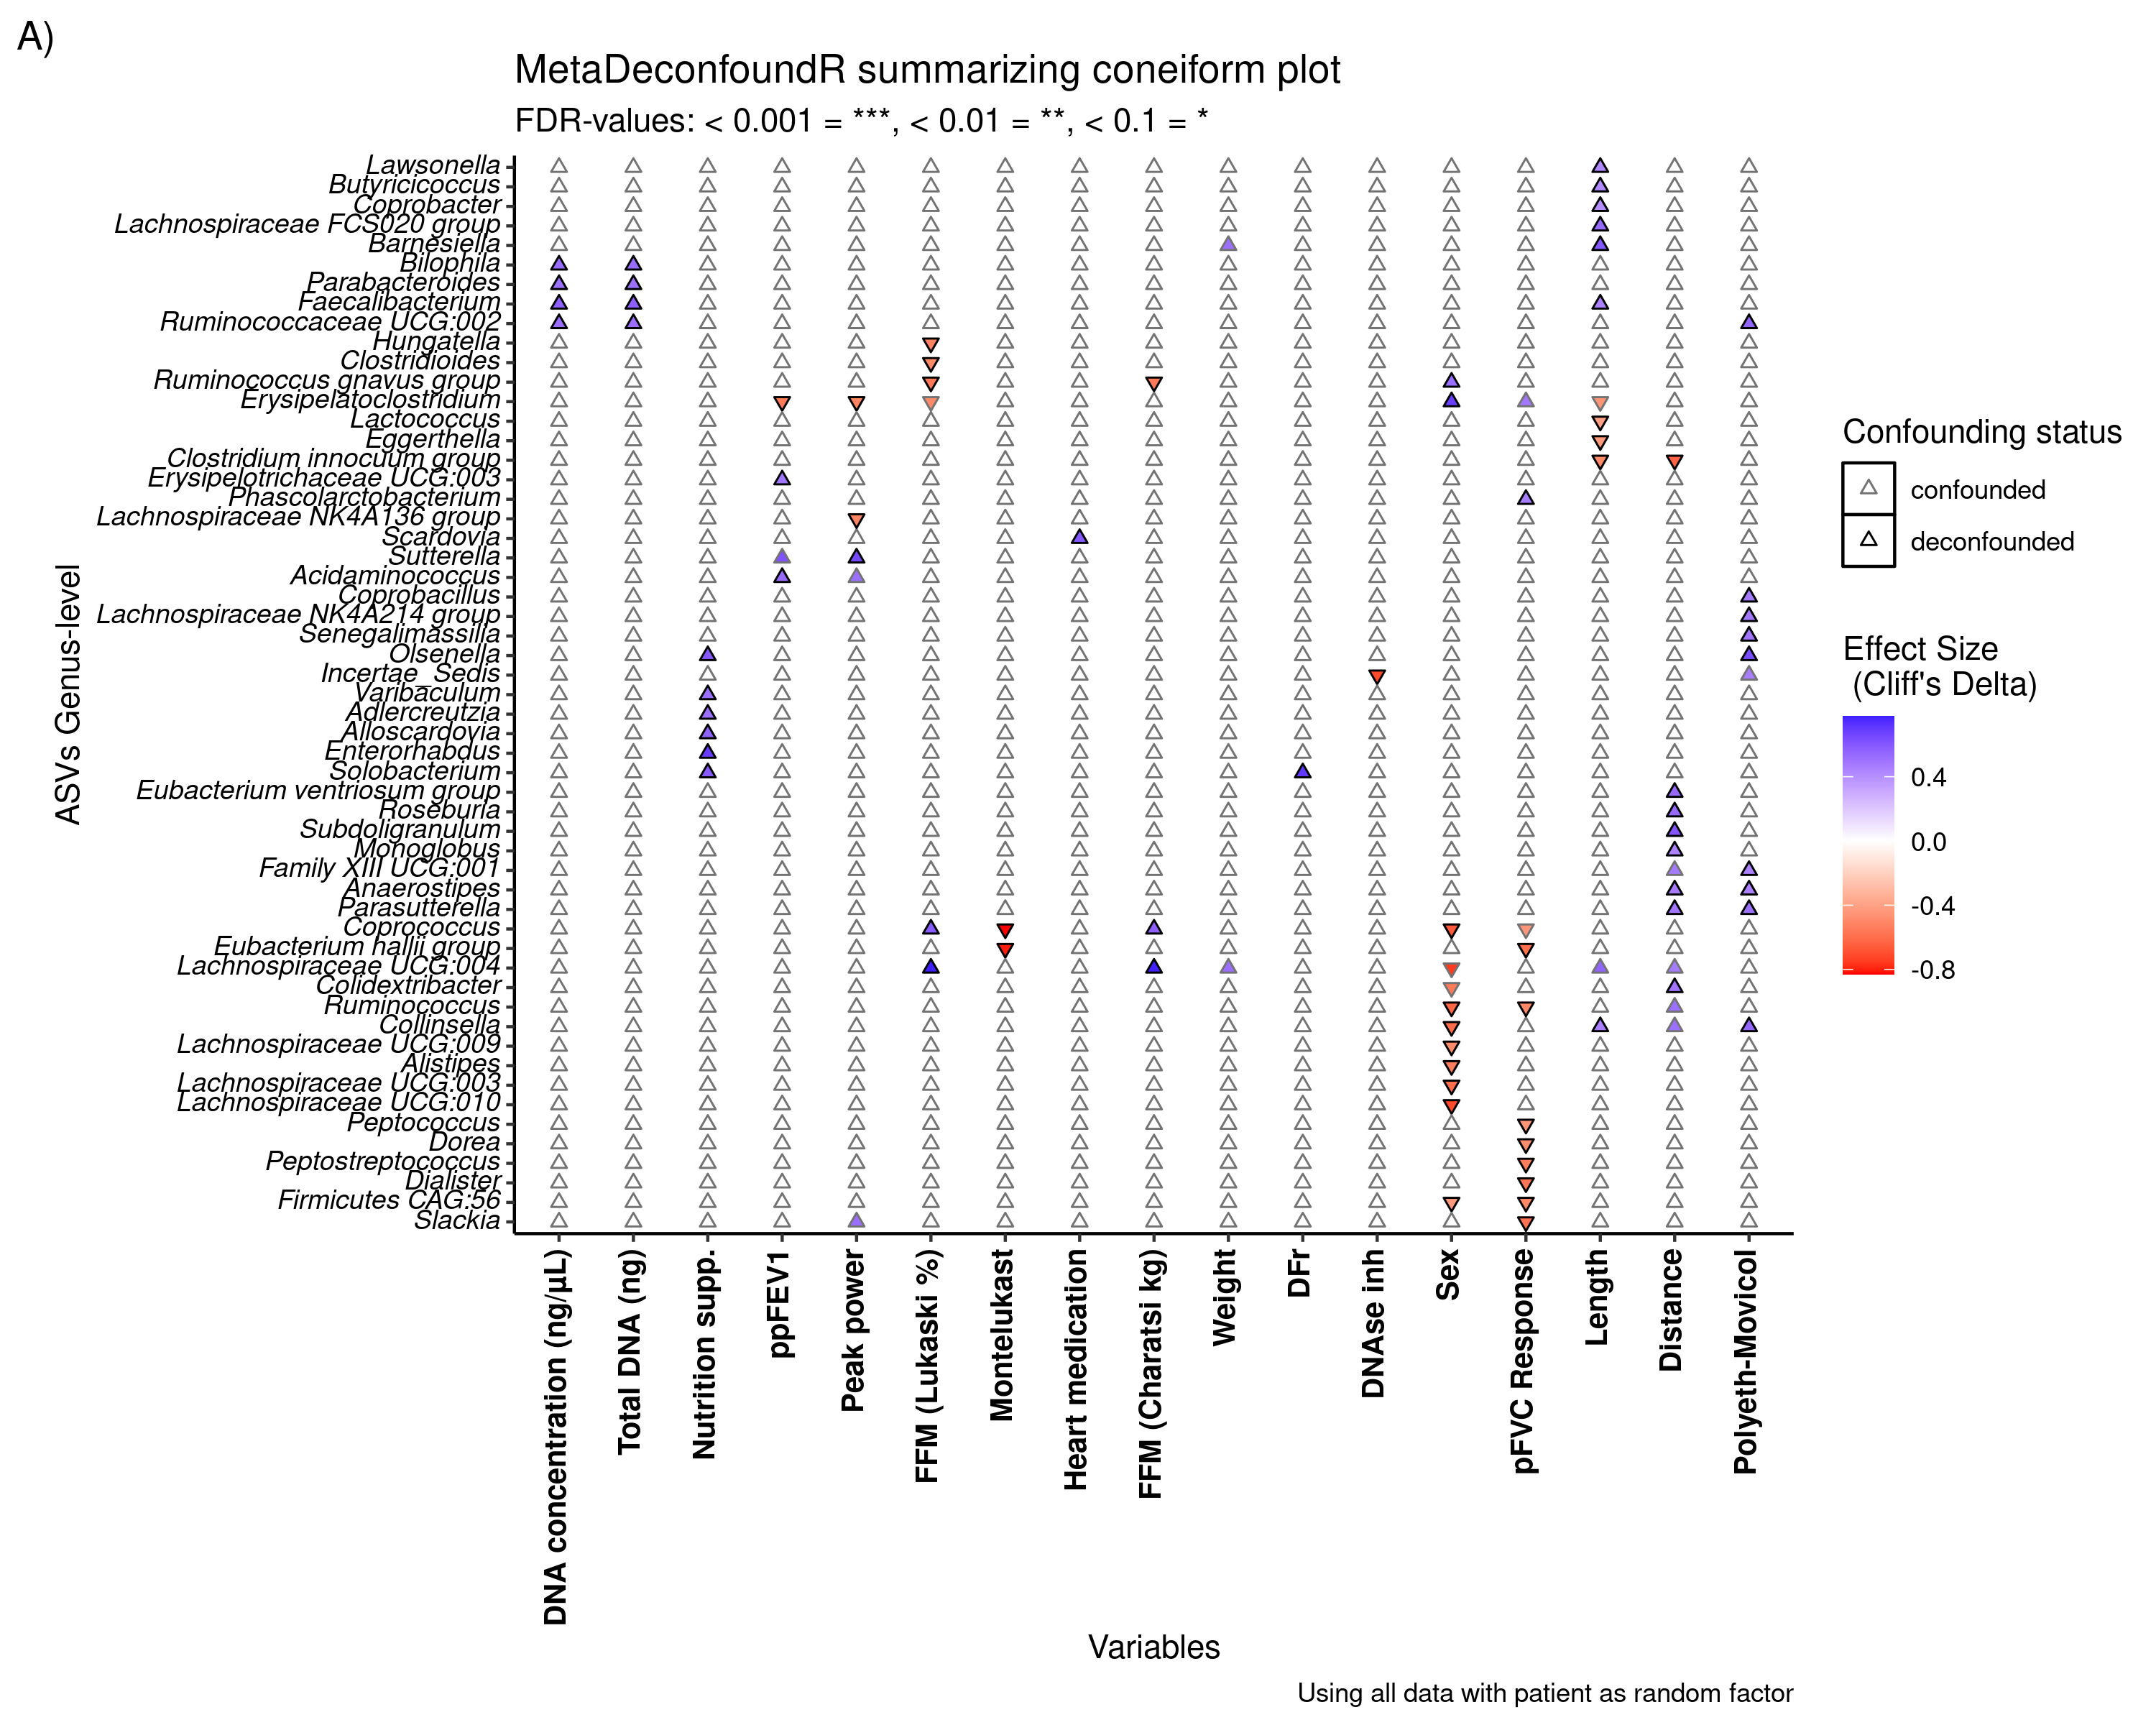 A)
MetaDeconfoundR summarizing coneiform plot
FDR-values: < 0.001 = ***, < 0.01 = **, < 0.1 = *
ASVs Genus-level
Lawsonella
Butyricicoccus
Coprobacter
Lachnospiraceae FCS020 group
Barnesiella
Bilophila
Parabacteroides
Faecalibacterium
Ruminococcaceae UCG:002
Hungatella
Clostridioides
Ruminococcus gnavus group
Erysipelatoclostridium
Lactococcus
Eggerthella
Clostridium innocuum group
Erysipelotrichaceae UCG:003
Phascolarctobacterium
Lachnospiraceae NK4A136 group
Scardovia
Sutterella
Acidaminococcus
Coprobacillus
Lachnospiraceae NK4A214 group
Senegalimassilia
Olsenella
Incertae_Sedis
Varibaculum
Adlercreutzia
Alloscardovia
Enterorhabdus
Solobacterium
Eubacterium ventriosum group
Roseburia
Subdoligranulum
Monoglobus
Family XIII UCG:001
Anaerostipes
Parasutterella
Coprococcus
Eubacterium hallii group
Lachnospiraceae UCG:004
Colidextribacter
Ruminococcus
Collinsella
Lachnospiraceae UCG:009
Alistipes
Lachnospiraceae UCG:003
Lachnospiraceae UCG:010
Peptococcus
Dorea
Peptostreptococcus
Dialister
Firmicutes CAG:56
Slackia
DNA concentration (ng/µL)
Total DNA (ng)
Nutrition supp.
ppFEV1
Peak power
FFM (Lukaski %)
Montelukast
Heart medication
FFM (Charatsi kg)
Weight
DFr
DNAse inh
Sex
pFVC Response
Length
Distance
Polyeth-Movicol
Variables
Using all data with patient as random factor
Confounding status
confounded
deconfounded
Effect Size
(Cliff's Delta)
0.4
0.0
-0.4
-0.8